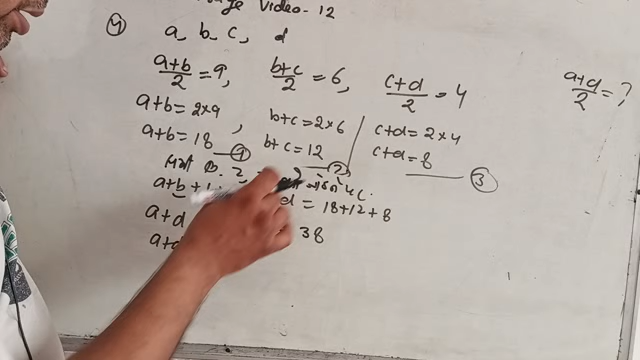 Video-12
4 a, b c, d
a+b/2 = 9, b+c/2 = 6, c+d/2 = 4 a+d/2 = ?
a+b = 2×9, b+c = 2×6 c+d = 2×4
a+b = 18 —① b+c = 12 —② c+d = 8 —③
a+b+
d = 18+12+8
a+d
38